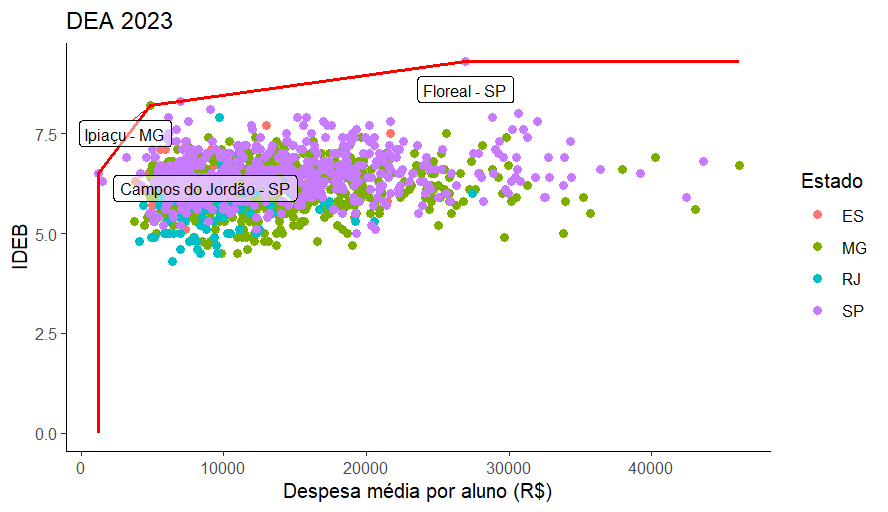 DEA 2023
IDEB
7.5
5.0
2.5
0.0
Floreal - SP
Ipiaçu - MG
Campos do Jordão - SP
0
10000
20000
30000
40000
Despesa média por aluno (R$)
Estado
ES
MG
RJ
SP